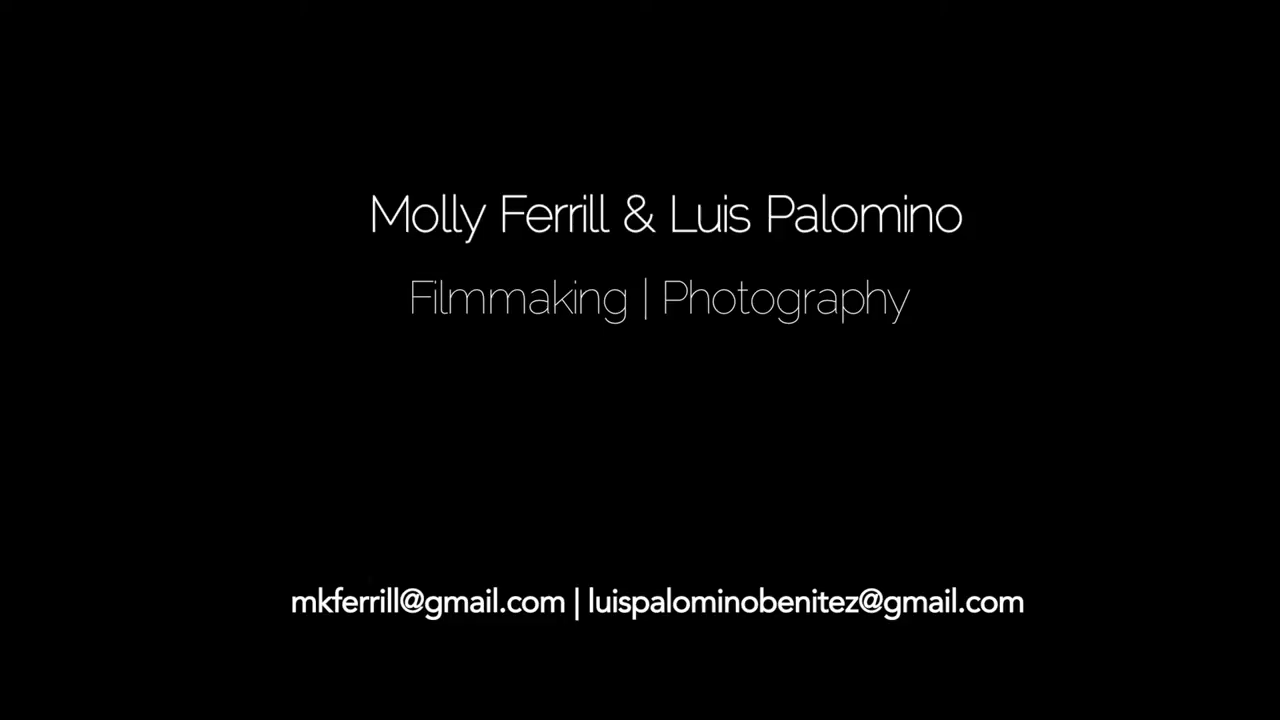 Molly Ferrill & Luis Palomino
Filmmaking | Photography
mkferrill@gmail.com | luispalominobenitez@gmail.com